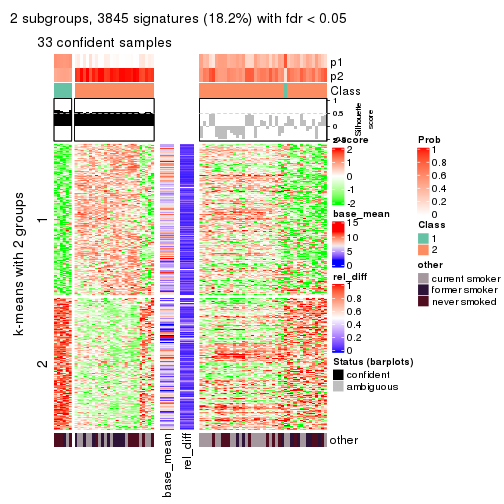 2 subgroups, 3845 signatures (18.2%) with fdr < 0.05
33 confident samples
p1
p2
Class
1
0.5
0
-0.5
Silhouette
score
k-means with 2 groups
1
2
z-score
2
1
0
-1
-2
base_mean
15
10
5
0
rel_diff
1
0.8
0.6
0.4
0.2
0
Status (barplots)
confident
ambiguous
Prob
1
0.8
0.6
0.4
0.2
0
Class
1
2
other
current smoker
former smoker
never smoked
other
base_mean
rel_diff